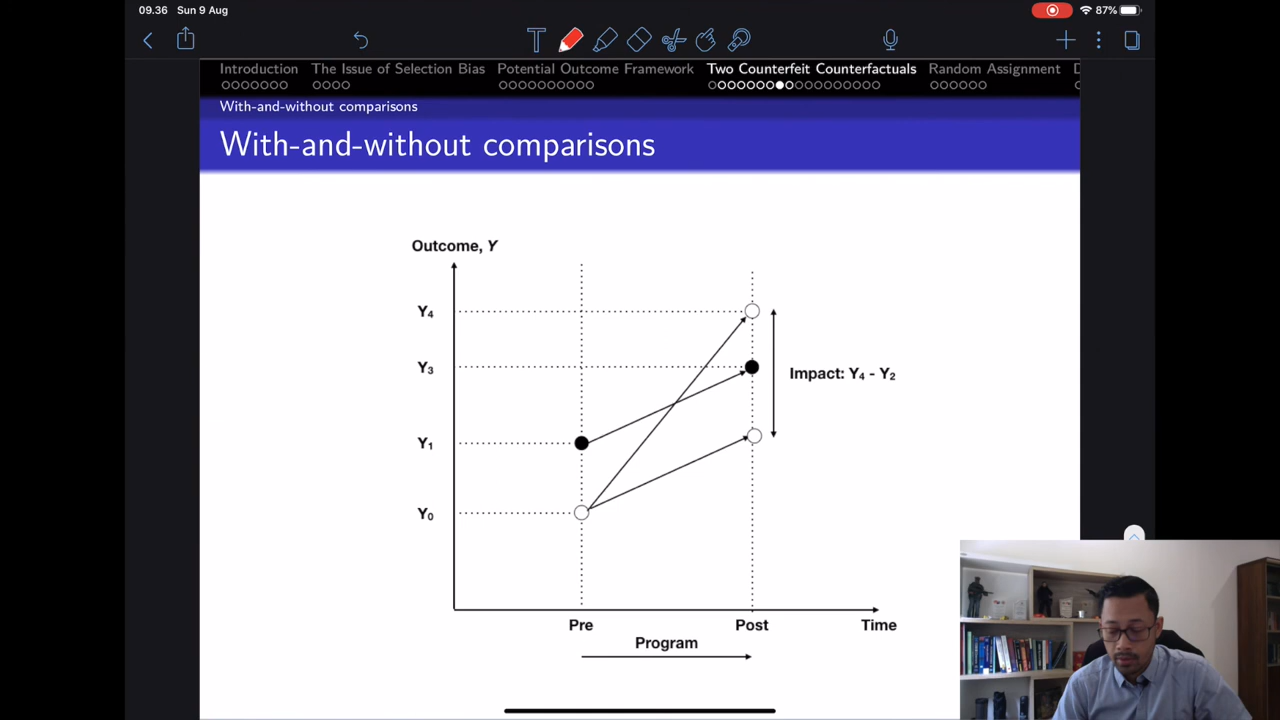 09.36 Sun 9 Aug
87%
Introduction The Issue of Selection Bias Potential Outcome Framework Two Counterfeit Counterfactuals Random Assignment D
With-and-without comparisons
With-and-without comparisons
Outcome, Y
Y4
Y3
Impact: Y4 - Y2
Y1
Y0
Pre Post Time
Program